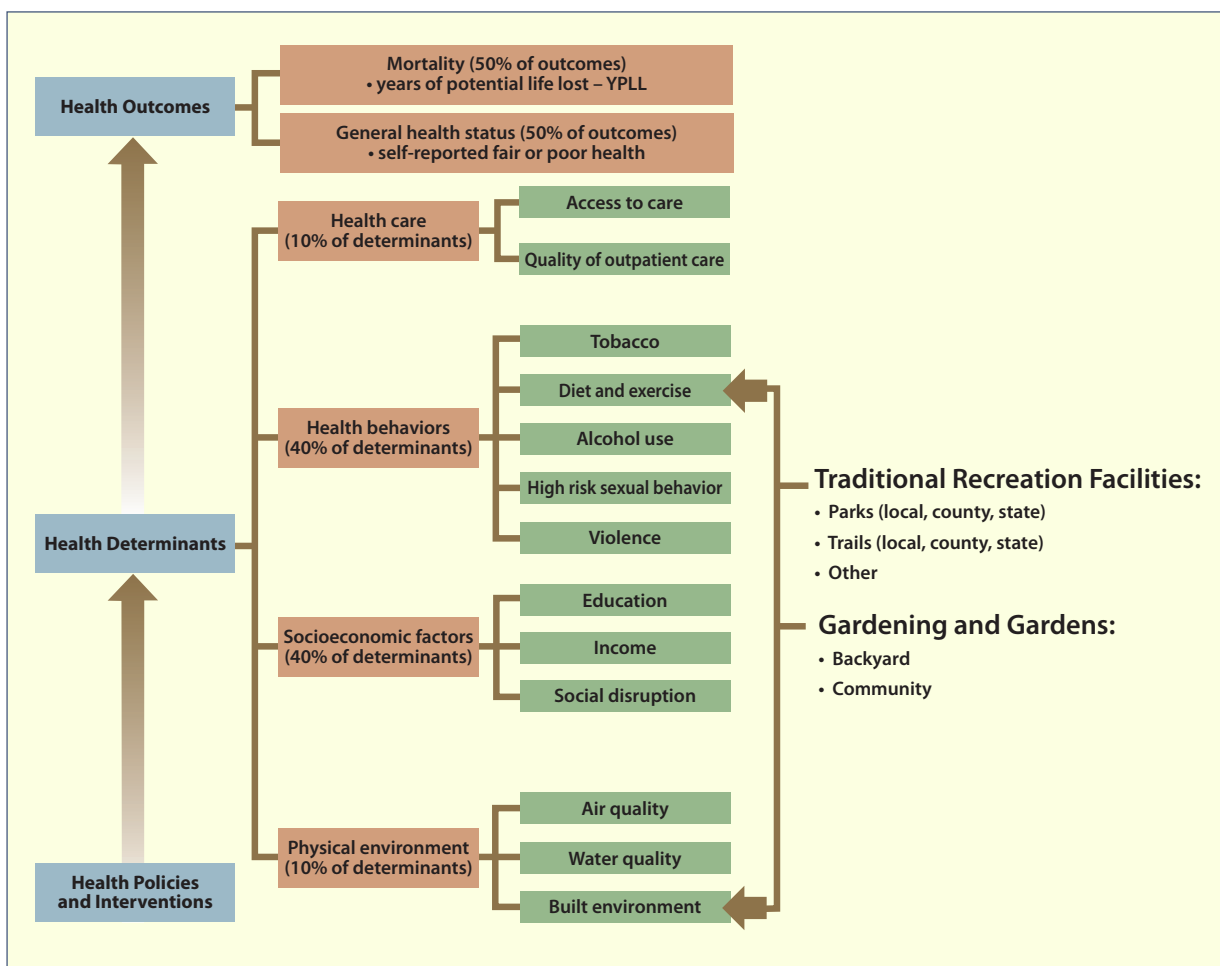 Health Outcomes
Mortality (50% of outcomes)
• years of potential life lost – YPLL
General health status (50% of outcomes)
• self-reported fair or poor health
Health care
(10% of determinants)
Access to care
Quality of outpatient care
Health Determinants
Health behaviors
(40% of determinants)
Tobacco
Diet and exercise
Alcohol use
High risk sexual behavior
Violence
Socioeconomic factors
(40% of determinants)
Education
Income
Social disruption
Physical environment
(10% of determinants)
Air quality
Water quality
Built environment
Health Policies
and Interventions
Traditional Recreation Facilities:
• Parks (local, county, state)
• Trails (local, county, state)
• Other
Gardening and Gardens:
• Backyard
• Community